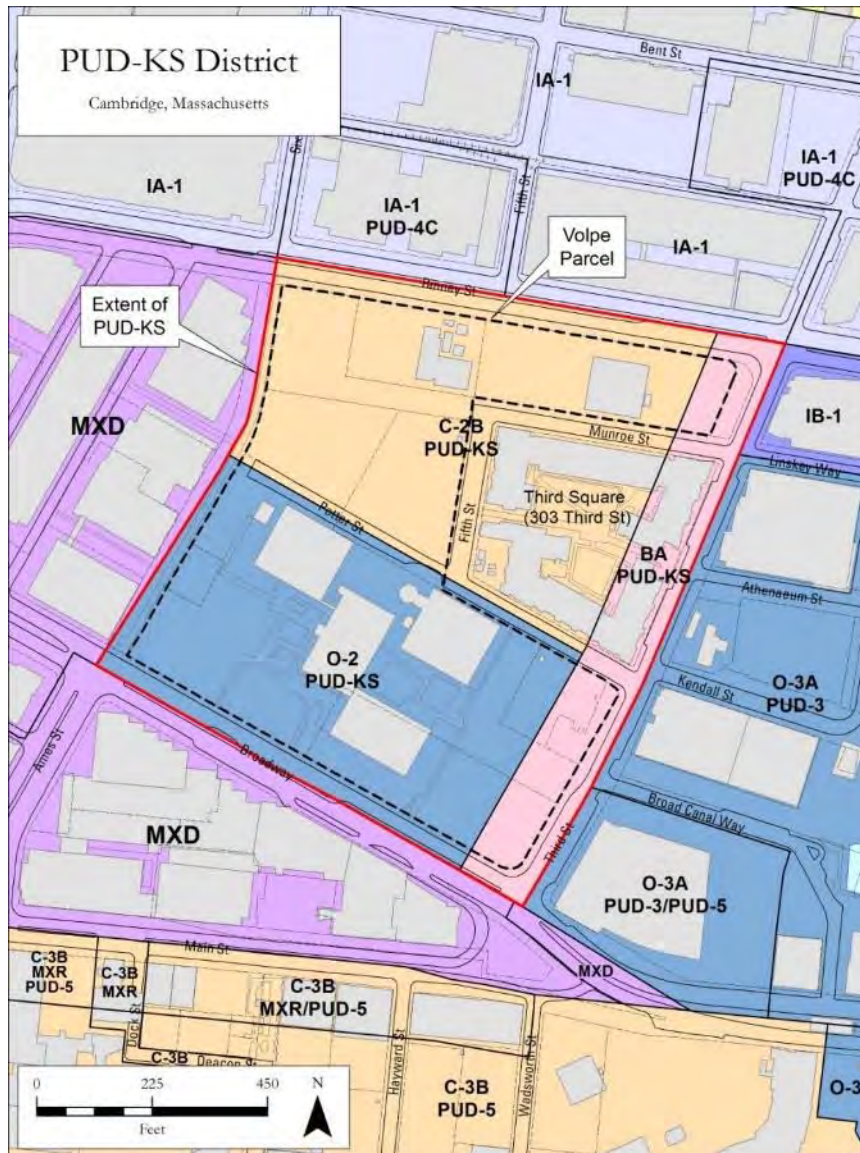 PUD-KS District
Cambridge, Massachusetts
Bent St
IA-1
IA-1
PUD-4C
IA-1
IA-1
PUD-4C
Fifth St
IA-1
Volpe
Parcel
Binney St
Extent of
PUD-KS
MXD
C-2B
PUD-KS
Munroe St
IB-1
Linskey Way
Third Square
(303 Third St)
Fifth St
Potter St
BA
PUD-KS
Athenaeum St
O-2
PUD-KS
Kendall St
O-3A
PUD-3
Ames St
Broadway
Broad Canal Way
Third St
MXD
O-3A
PUD-3/PUD-5
Main St
MXD
C-3B
MXR
PUD-5
C-3B
MXR
C-3B
MXR/PUD-5
Dock St
C-3B
Deacon St
Hayward St
Wadsworth St
C-3B
PUD-5
O-3
0 225 450
Feet
N